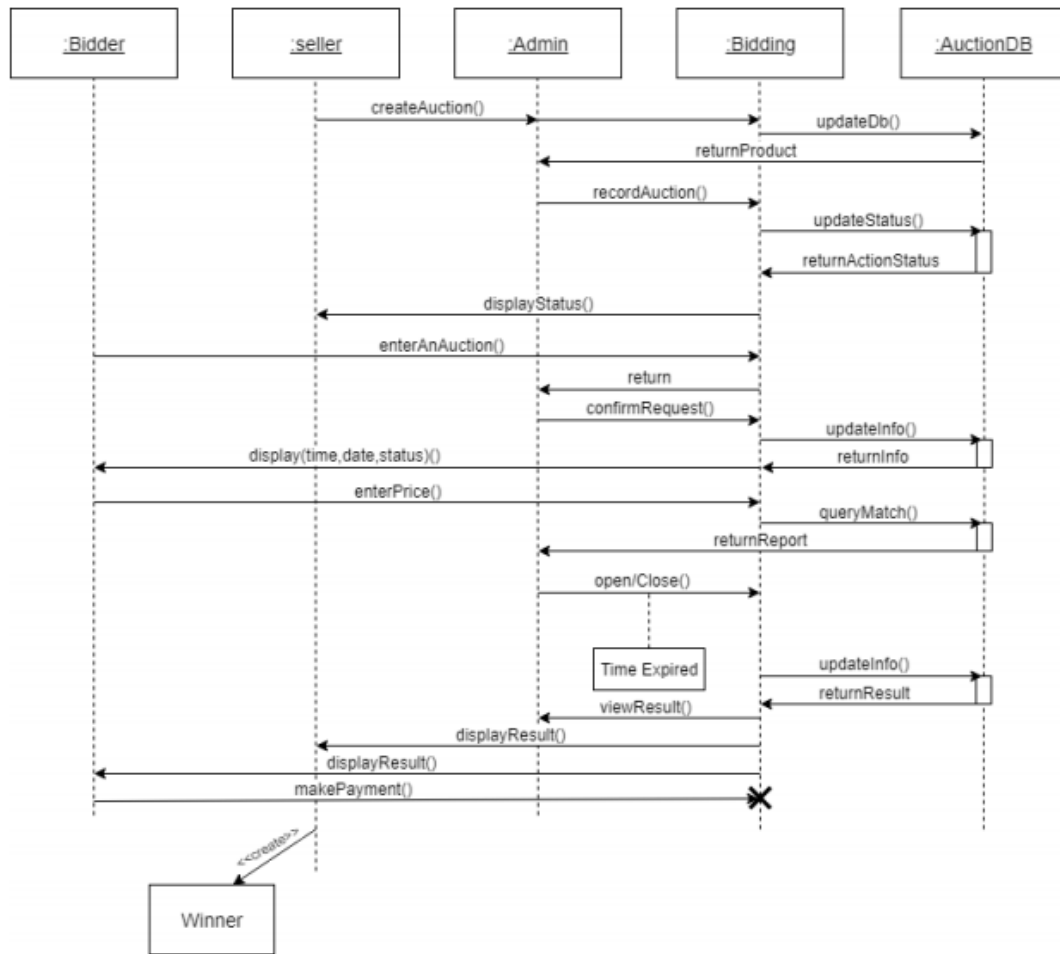 :Bidder
:seller
:Admin
:Bidding
:AuctionDB
createAuction()
updateDb()
returnProduct
recordAuction()
updateStatus()
returnActionStatus
displayStatus()
enterAnAuction()
return
confirmRequest()
updateInfo()
display(time,date,status)()
returnInfo
enterPrice()
queryMatch()
returnReport
open/Close()
Time Expired
updateInfo()
returnResult
viewResult()
displayResult()
displayResult()
makePayment()
<<create>>
Winner